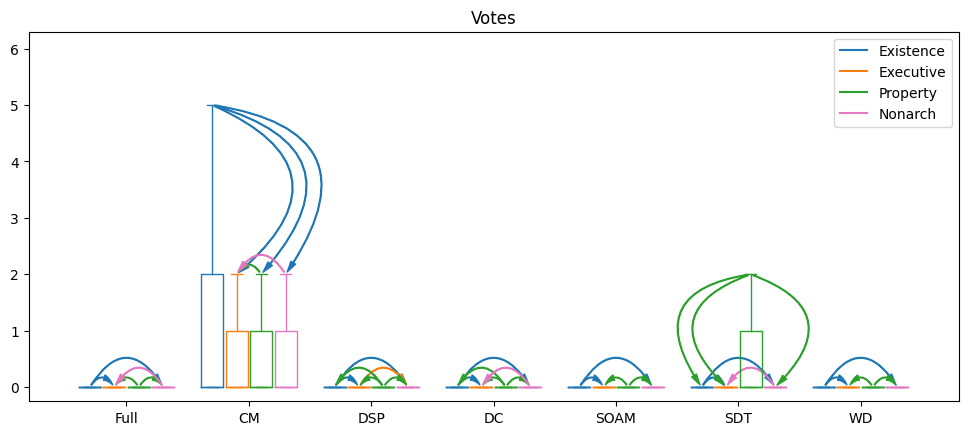 Votes
6
5
4
3
2
1
0
Existence
Executive
Property
Nonarch
Full CM DSP DC SOAM SDT WD